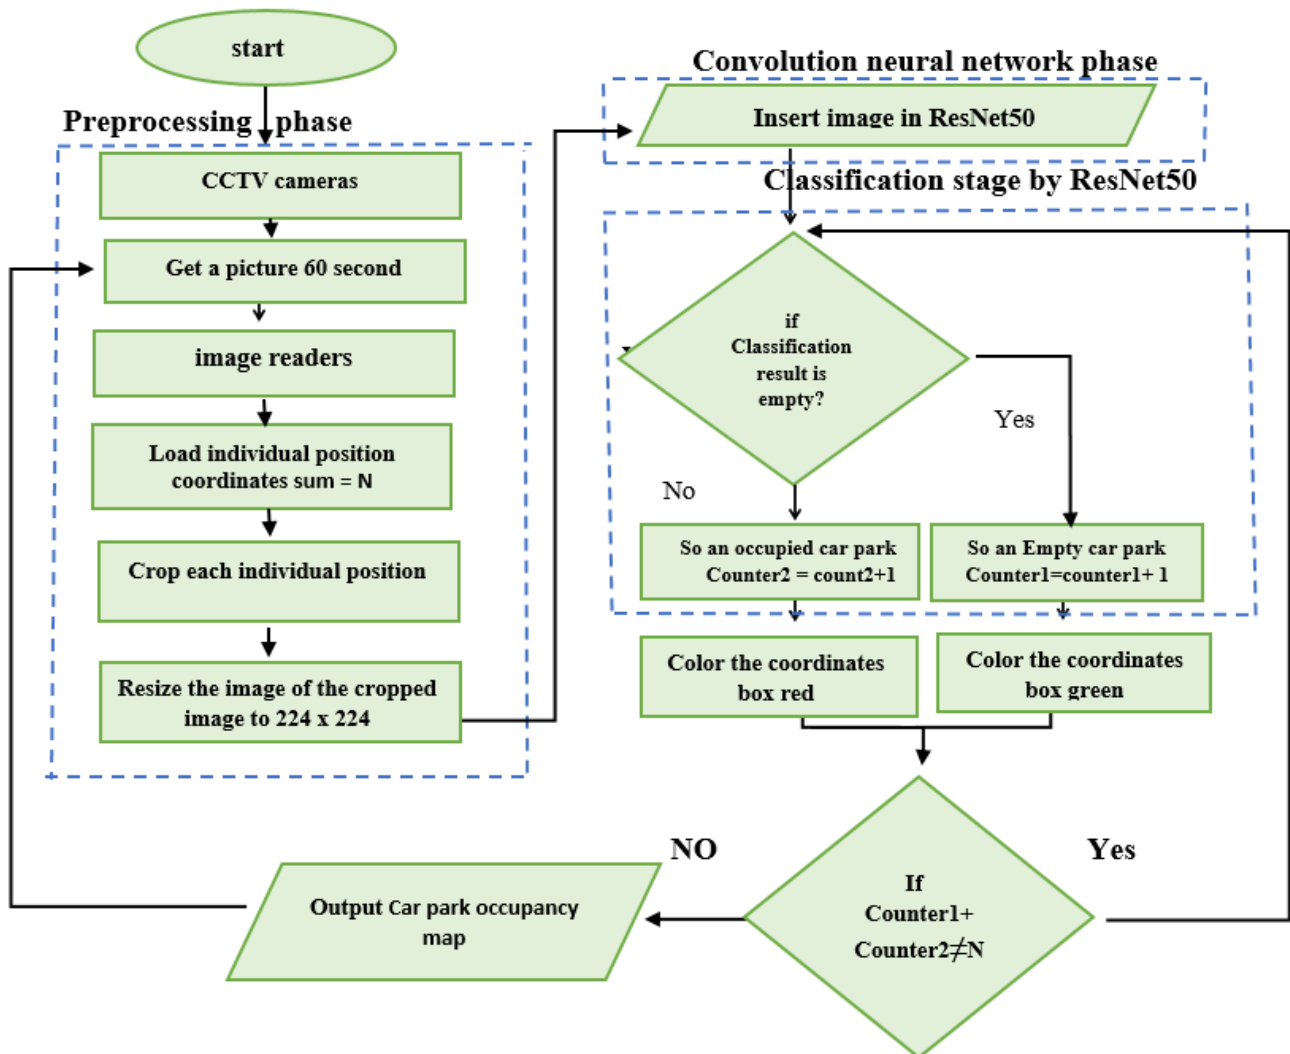 start
Preprocessing phase
CCTV cameras
Get a picture 60 second
image readers
Load individual position
coordinates sum = N
Crop each individual position
Resize the image of the cropped
image to 224 x 224
Convolution neural network phase
Insert image in ResNet50
Classification stage by ResNet50
if
Classification
result is
empty?
Yes
No
So an occupied car park
Counter2 = count2+1
So an Empty car park
Counter1=counter1+ 1
Color the coordinates
box red
Color the coordinates
box green
If
Counter1+
Counter2≠N
NO
Yes
Output Car park occupancy
map